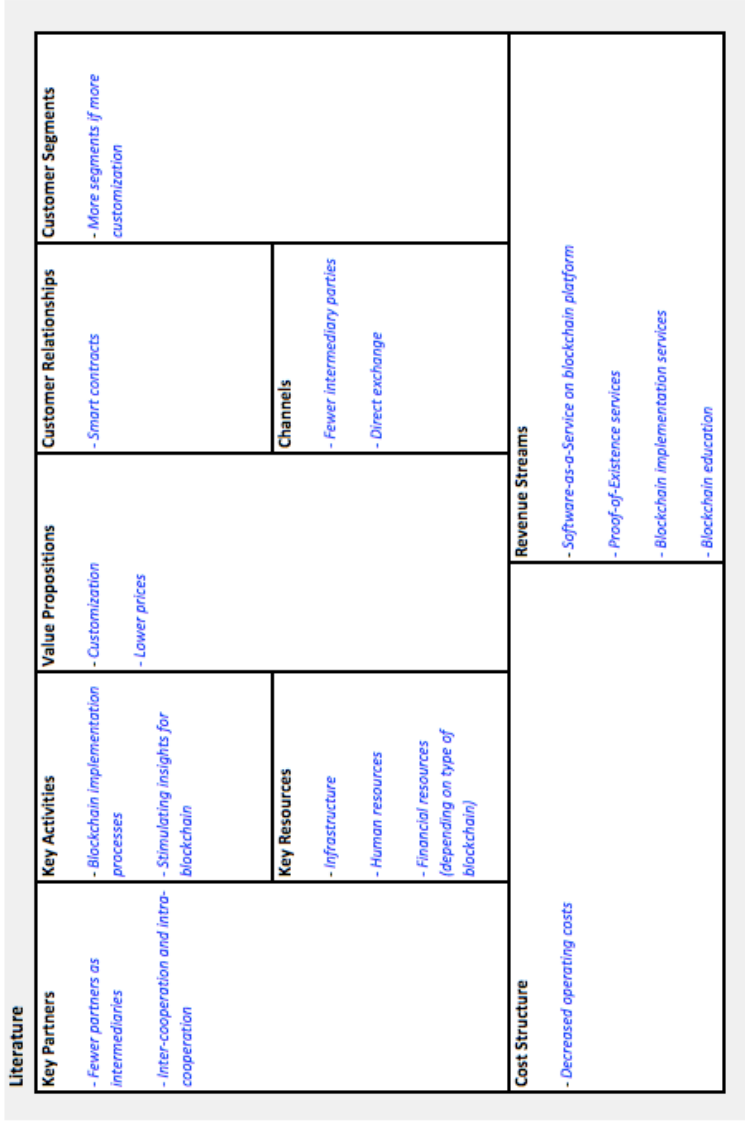 Literature
Key Partners
- Fewer partners as
intermediaries
- Inter-cooperation and intra-
cooperation
Key Activities
- Blockchain implementation
processes
- Stimulating insights for
blockchain
Key Resources
- Infrastructure
- Human resources
- Financial resources
(depending on type of
blockchain)
Value Propositions
- Customization
- Lower prices
Customer Relationships
- Smart contracts
Channels
- Fewer intermediary parties
- Direct exchange
Customer Segments
- More segments if more
customization
Cost Structure
- Decreased operating costs
Revenue Streams
- Software-as-a-Service on blockchain platform
- Proof-of-Existence services
- Blockchain implementation services
- Blockchain education